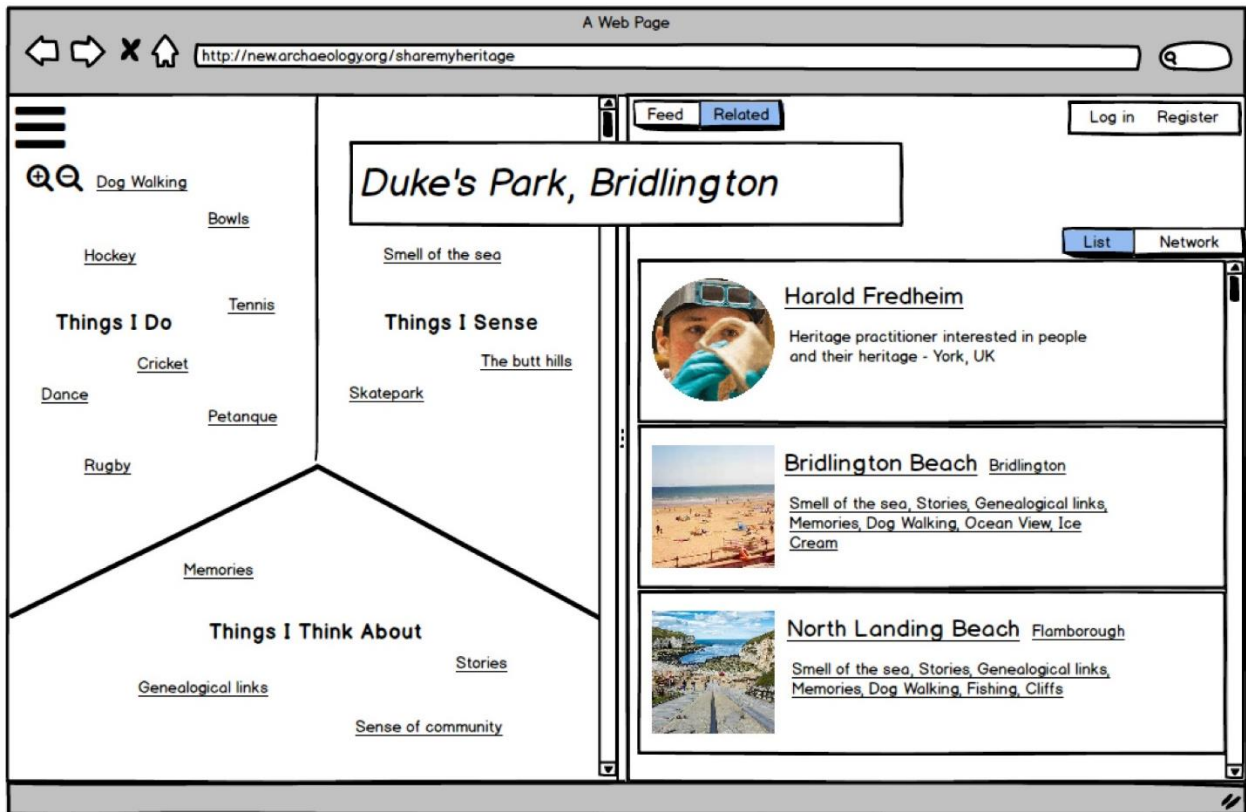 A Web Page
http://new.archaeology.org/sharemyheritage
Feed
Related
Log in
Register
Duke's Park, Bridlington
Dog Walking
Bowls
Hockey
Tennis
Things I Do
Cricket
Dance
Petanque
Rugby
Smell of the sea
Things I Sense
The butt hills
Skatepark
Memories
Things I Think About
Stories
Genealogical links
Sense of community
List
Network
Harald Fredheim
Heritage practitioner interested in people
and their heritage - York, UK
Bridlington Beach Bridlington
Smell of the sea, Stories, Genealogical links,
Memories, Dog Walking, Ocean View, Ice
Cream
North Landing Beach Flamborough
Smell of the sea, Stories, Genealogical links,
Memories, Dog Walking, Fishing, Cliffs